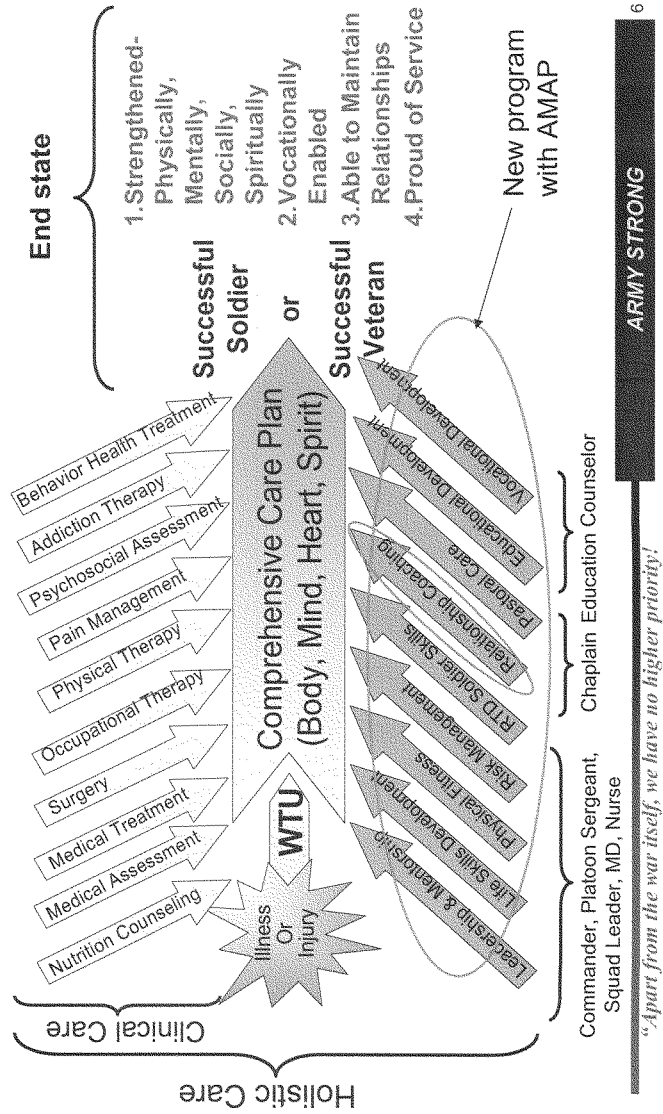 End state
1.Strengthened-
Physically,
Mentally,
Socially,
Spiritually
2.Vocationally
Enabled
3.Able to Maintain
Relationships
4.Proud of Service
Successful
Soldier
or
Successful
Veteran
Holistic Care
Clinical Care
Nutrition Counseling
Medical Assessment
Medical Treatment
Surgery
Occupational Therapy
Physical Therapy
Pain Management
Psychosocial Assessment
Addiction Therapy
Behavior Health Treatment
Illness
Or
Injury
WTU
Comprehensive Care Plan
(Body, Mind, Heart, Spirit)
Leadership & Mentorship
Life Skills Development
Physical Fitness
Risk Management
RTD Soldier Skills
Relationship Coaching
Pastoral Care
Educational Development
Vocational Development
New program
with AMAP
Commander, Platoon Sergeant,
Squad Leader, MD, Nurse
Chaplain
Education Counselor
"Apart from the war itself, we have no higher priority!
ARMY STRONG
6